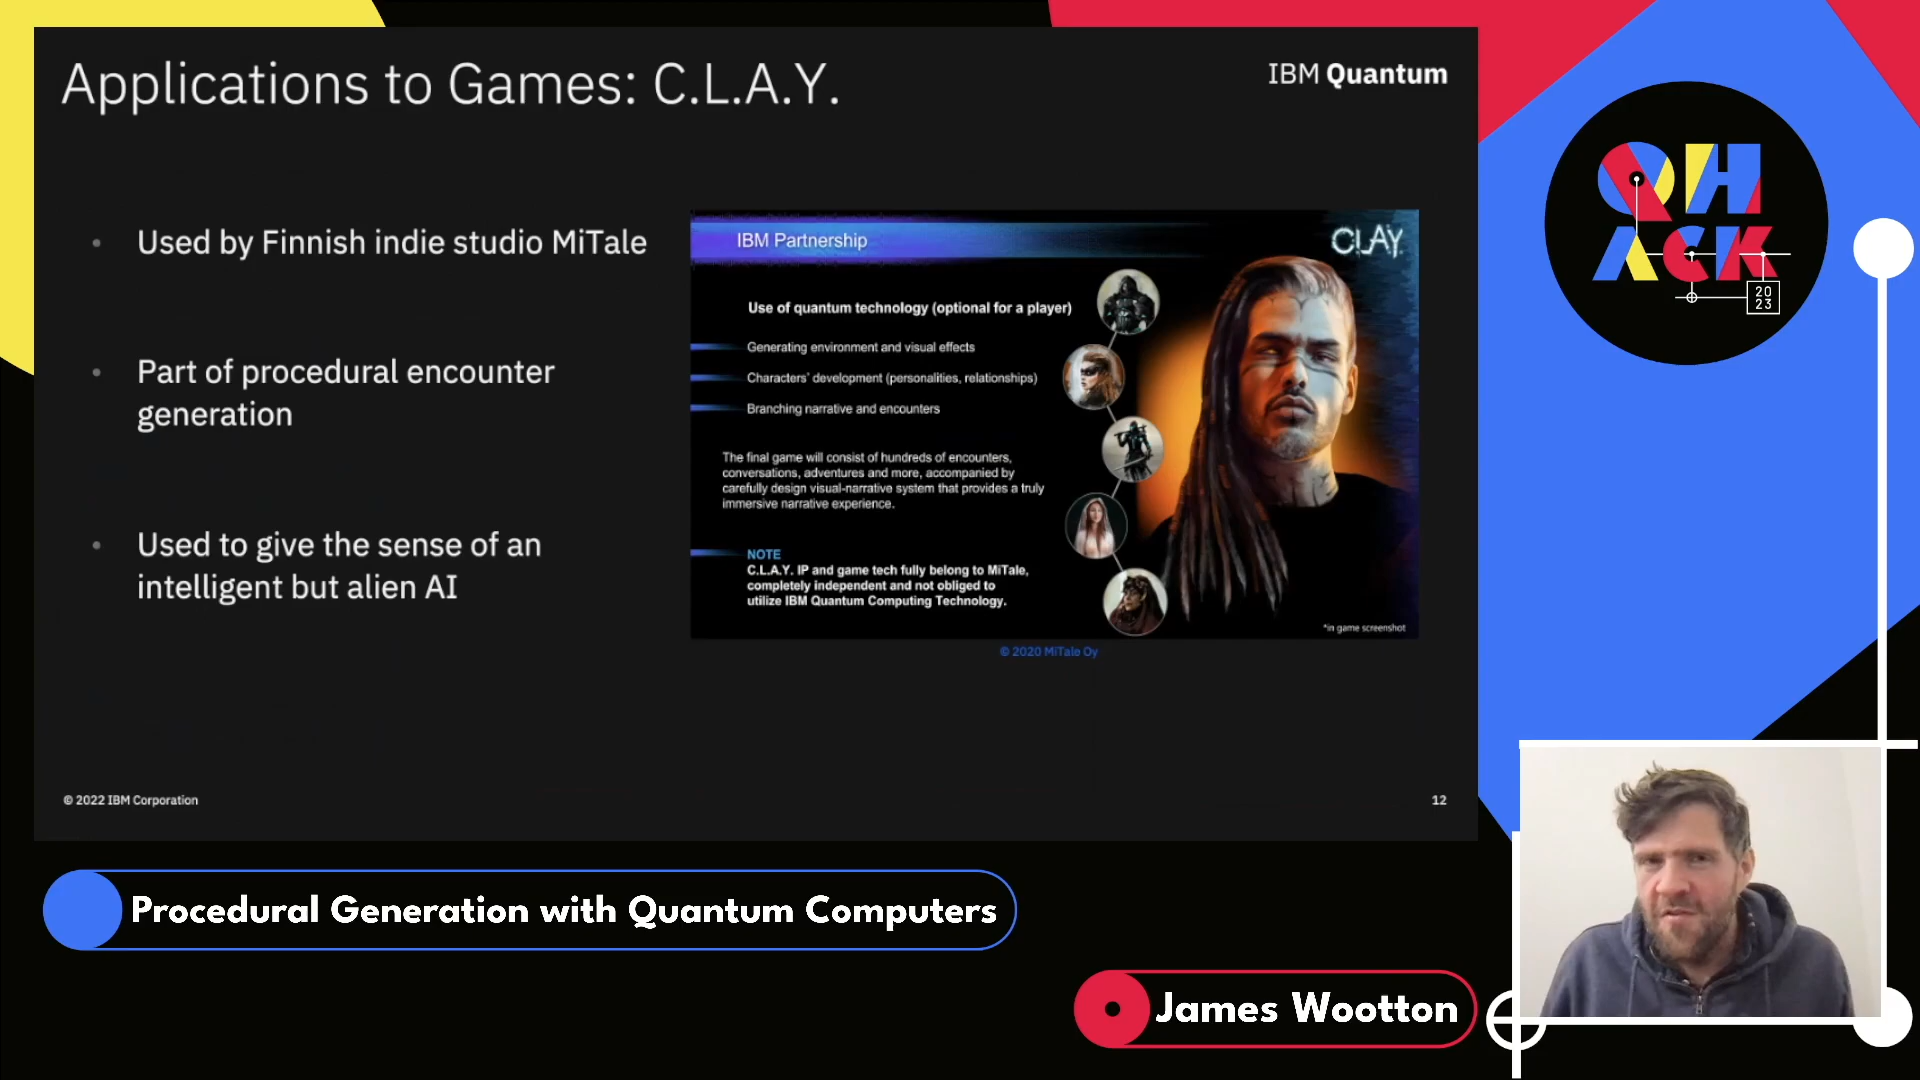 Applications to Games: C.L.A.Y.
IBM Quantum
• Used by Finnish indie studio MiTale
• Part of procedural encounter
generation
• Used to give the sense of an
intelligent but alien AI
IBM Partnership
C.L.A.Y.
Use of quantum technology (optional for a player)
Generating environment and visual effects
Characters' development (personalities, relationships)
Branching narrative and encounters
The final game will consist of hundreds of encounters,
conversations, adventures and more, accompanied by
carefully design visual-narrative system that provides a truly
immersive narrative experience.
NOTE
C.L.A.Y. IP and game tech fully belong to MiTale,
completely independent and not obliged to
utilize IBM Quantum Computing Technology.
*in game screenshot
© 2020 MiTale Oy
© 2022 IBM Corporation
12
QH
ACK
20
23
Procedural Generation with Quantum Computers
James Wootton